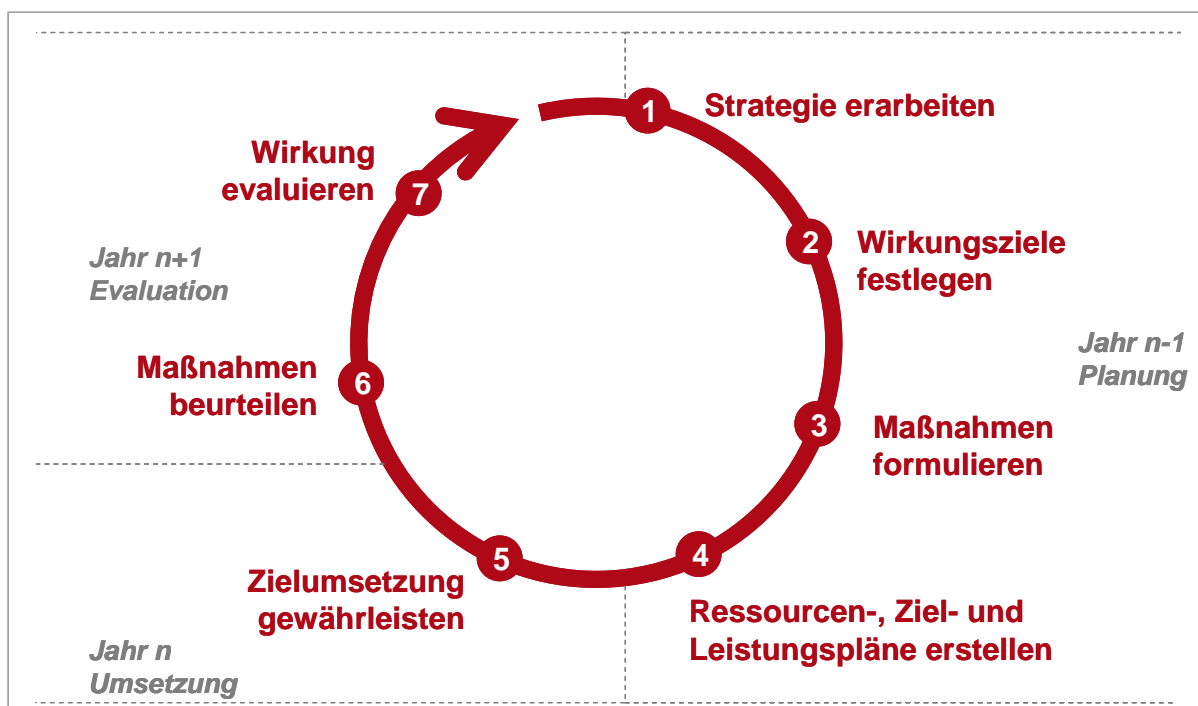 1
Strategie erarbeiten
2
Wirkungsziele
festlegen
Jahr n-1
Planung
3
Maßnahmen
formulieren
4
Ressourcen-, Ziel- und
Leistungspläne erstellen
5
Zielumsetzung
gewährleisten
Jahr n
Umsetzung
6
Maßnahmen
beurteilen
Jahr n+1
Evaluation
7
Wirkung
evaluieren